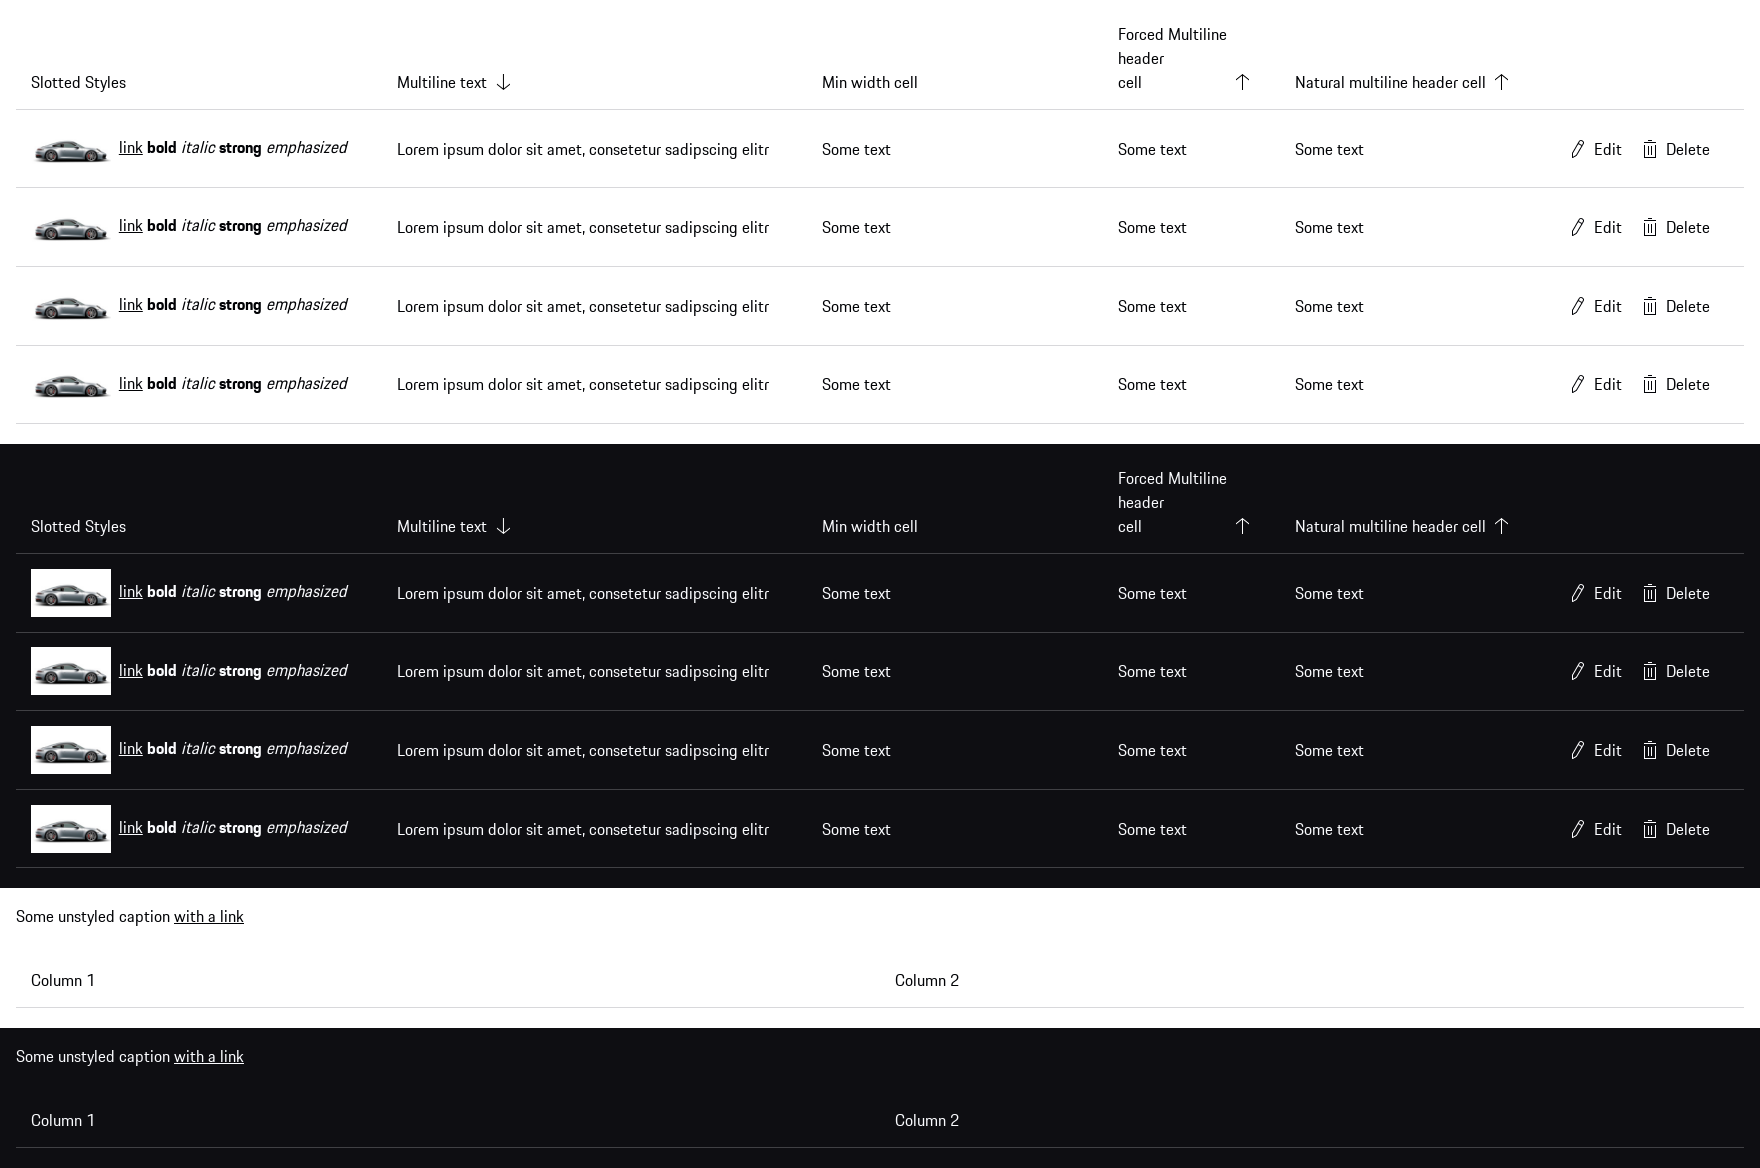 Slotted Styles Multiline text Min width cell Forced Multiline
header
cell Natural multiline header cell
link bold italic strong emphasized Lorem ipsum dolor sit amet, consetetur sadipscing elitr Some text Some text Some text Edit Delete
link bold italic strong emphasized Lorem ipsum dolor sit amet, consetetur sadipscing elitr Some text Some text Some text Edit Delete
link bold italic strong emphasized Lorem ipsum dolor sit amet, consetetur sadipscing elitr Some text Some text Some text Edit Delete
link bold italic strong emphasized Lorem ipsum dolor sit amet, consetetur sadipscing elitr Some text Some text Some text Edit Delete
Slotted Styles Multiline text Min width cell Forced Multiline
header
cell Natural multiline header cell
link bold italic strong emphasized Lorem ipsum dolor sit amet, consetetur sadipscing elitr Some text Some text Some text Edit Delete
link bold italic strong emphasized Lorem ipsum dolor sit amet, consetetur sadipscing elitr Some text Some text Some text Edit Delete
link bold italic strong emphasized Lorem ipsum dolor sit amet, consetetur sadipscing elitr Some text Some text Some text Edit Delete
link bold italic strong emphasized Lorem ipsum dolor sit amet, consetetur sadipscing elitr Some text Some text Some text Edit Delete
Some unstyled caption with a link
Column 1 Column 2
Some unstyled caption with a link
Column 1 Column 2